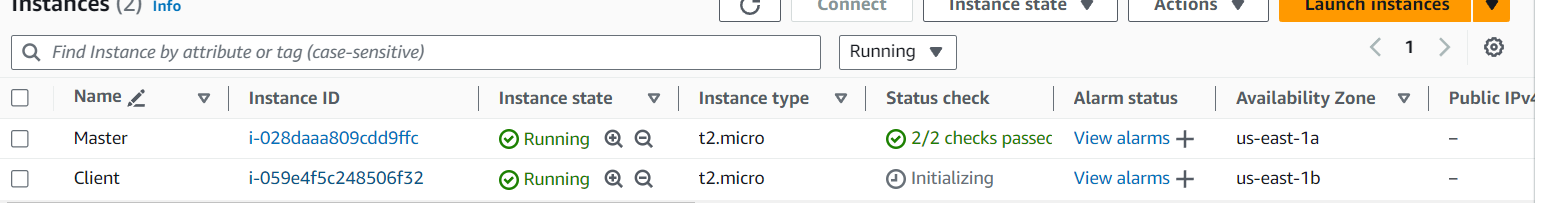 Instances (2) Info Connect Instance state Actions Launch instances
Find Instance by attribute or tag (case-sensitive) Running 1
Name Instance ID Instance state Instance type Status check Alarm status Availability Zone Public IPv4
Master i-028daaa809cdd9ffc Running t2.micro 2/2 checks passec View alarms + us-east-1a –
Client i-059e4f5c248506f32 Running t2.micro Initializing View alarms + us-east-1b –